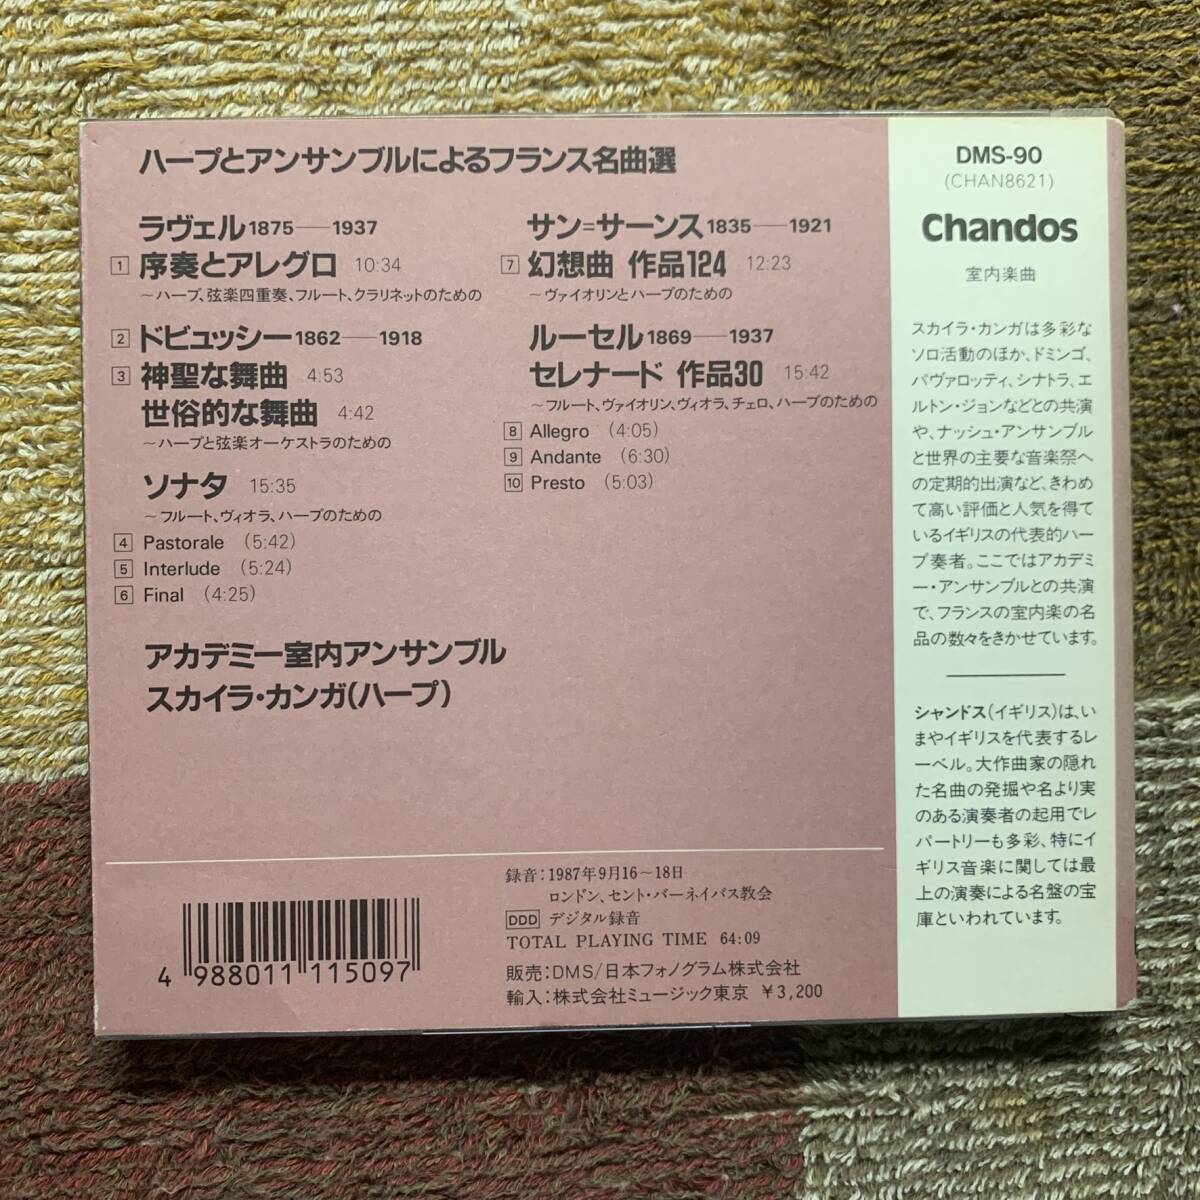 ハープとアンサンブルによるフランス名曲選
ラヴェル1875——1937
1 序奏とアレグロ 10:34
～ハープ、弦楽四重奏、フルート、クラリネットのための
2 ドビュッシー1862——1918
3 神聖な舞曲 4:53
世俗的な舞曲 4:42
～ハープと弦楽オーケストラのための
ソナタ 15:35
～フルート、ヴィオラ、ハープのための
4 Pastorale (5:42)
5 Interlude (5:24)
6 Final (4:25)
サン=サーンス1835——1921
7 幻想曲 作品124 12:23
～ヴァイオリンとハープのための
ルーセル1869——1937
セレナード 作品30 15:42
～フルート、ヴァイオリン、ヴィオラ、チェロ、ハープのための
8 Allegro (4:05)
9 Andante (6:30)
10 Presto (5:03)
アカデミー室内アンサンブル
スカイラ・カンガ(ハープ)
4 988011 115097
録音:1987年9月16～18日
ロンドン、セント・バーネイバス教会
DDD デジタル録音
TOTAL PLAYING TIME 64:09
販売:DMS/日本フォノグラム株式会社
輸入:株式会社ミュージック東京 ¥3,200
DMS-90
(CHAN8621)
Chandos
室内楽曲
スカイラ・カンガは多彩な
ソロ活動のほか、ドミンゴ、
パヴァロッティ、シナトラ、エ
ルトン・ジョンなどとの共演
や、ナッシュ・アンサンブル
と世界の主要な音楽祭へ
の定期的出演など、きわめ
て高い評価と人気を得て
いるイギリスの代表的ハー
プ奏者。ここではアカデミ
ー・アンサンブルとの共演
で、フランスの室内楽の名
品の数々をきかせています。
シャンドス(イギリス)は、い
まやイギリスを代表するレ
ーベル。大作曲家の隠れ
た名曲の発掘や名より実
のある演奏者の起用でレ
パートリーも多彩、特にイ
ギリス音楽に関しては最
上の演奏による名盤の宝
庫といわれています。